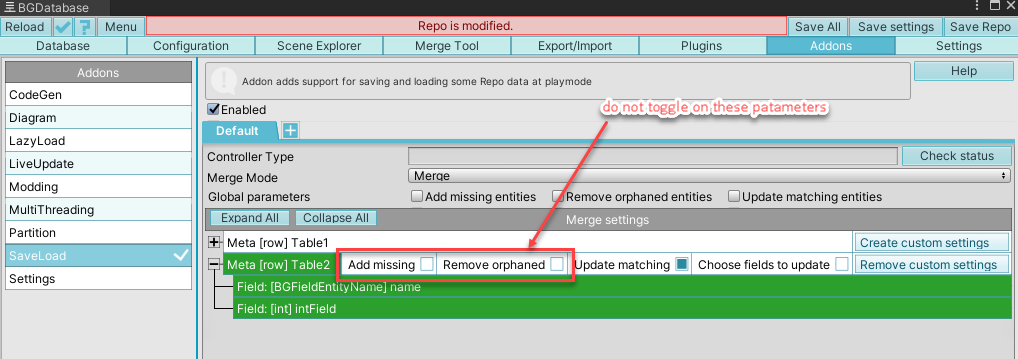 BGDatabase
Reload Menu Repo is modified. Save All Save settings Save Repo
Database Configuration Scene Explorer Merge Tool Export/Import Plugins Addons Settings
Addons
CodeGen
Diagram
LazyLoad
LiveUpdate
Modding
MultiThreading
Partition
SaveLoad
Settings
Addon adds support for saving and loading some Repo data at playmode
Help
do not toggle on these patameters
Enabled
Default
Controller Type Check status
Merge Mode Merge
Global parameters Add missing entities Remove orphaned entities Update matching entities
Expand All Collapse All Merge settings
Meta [row] Table1 Create custom settings
Meta [row] Table2 Add missing Remove orphaned Update matching Choose fields to update Remove custom settings
Field: [BGFieldEntityName] name
Field: [int] intField